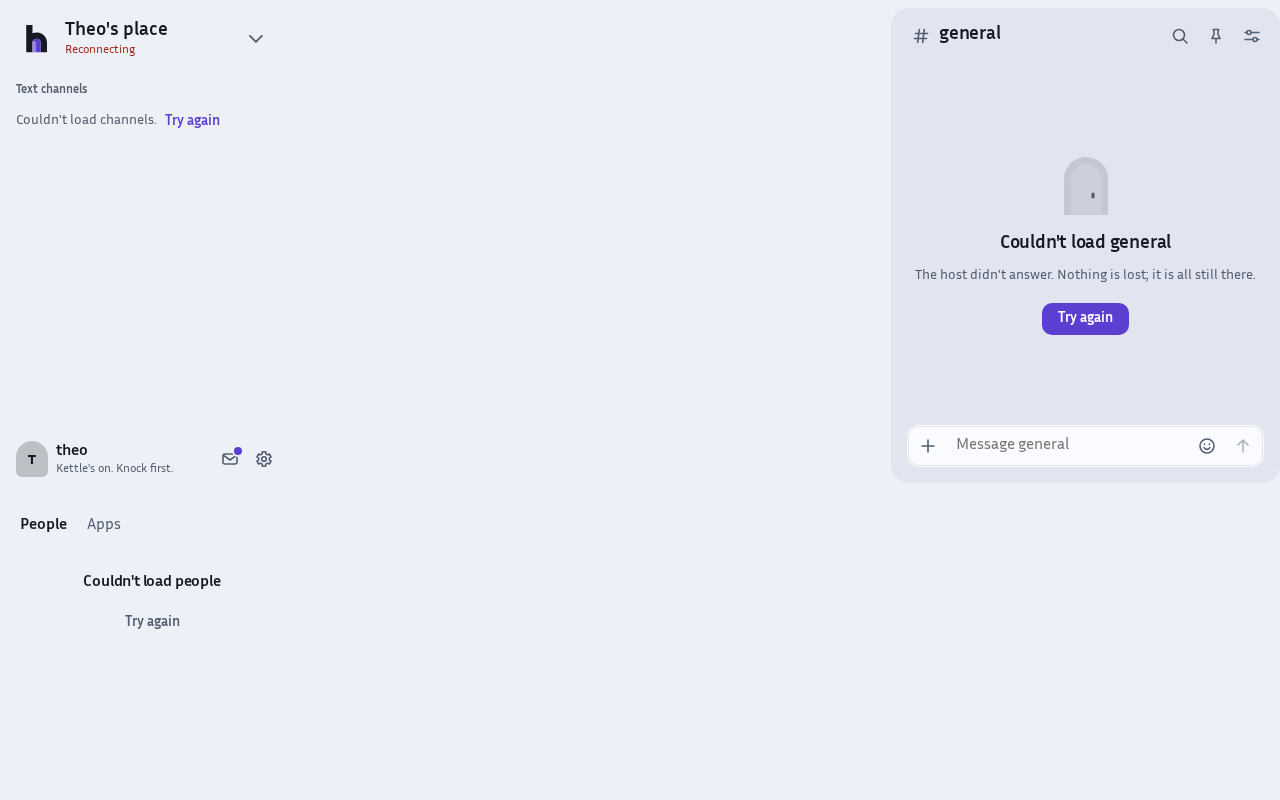 Theo's place
Reconnecting
Text channels
Couldn't load channels. Try again
theo
Kettle's on. Knock first.
People Apps
Couldn't load people
Try again
# general
Couldn't load general
The host didn't answer. Nothing is lost; it is all still there.
Try again
Message general
T